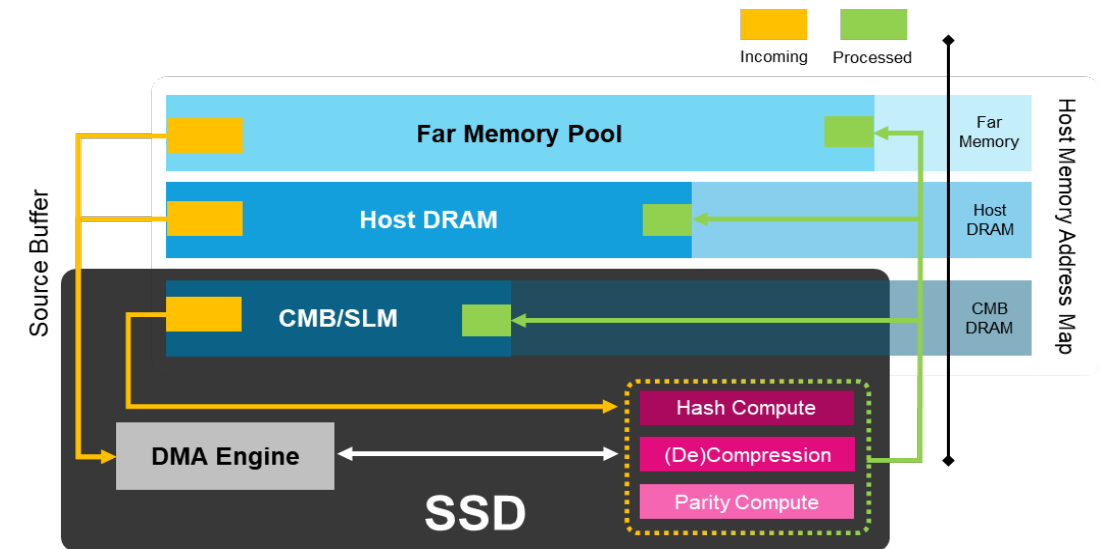 Incoming
Processed
Far Memory Pool
Far
Memory
Host DRAM
Host
DRAM
CMB/SLM
CMB
DRAM
Source Buffer
Host Memory Address Map
Hash Compute
DMA Engine
(De)Compression
Parity Compute
SSD